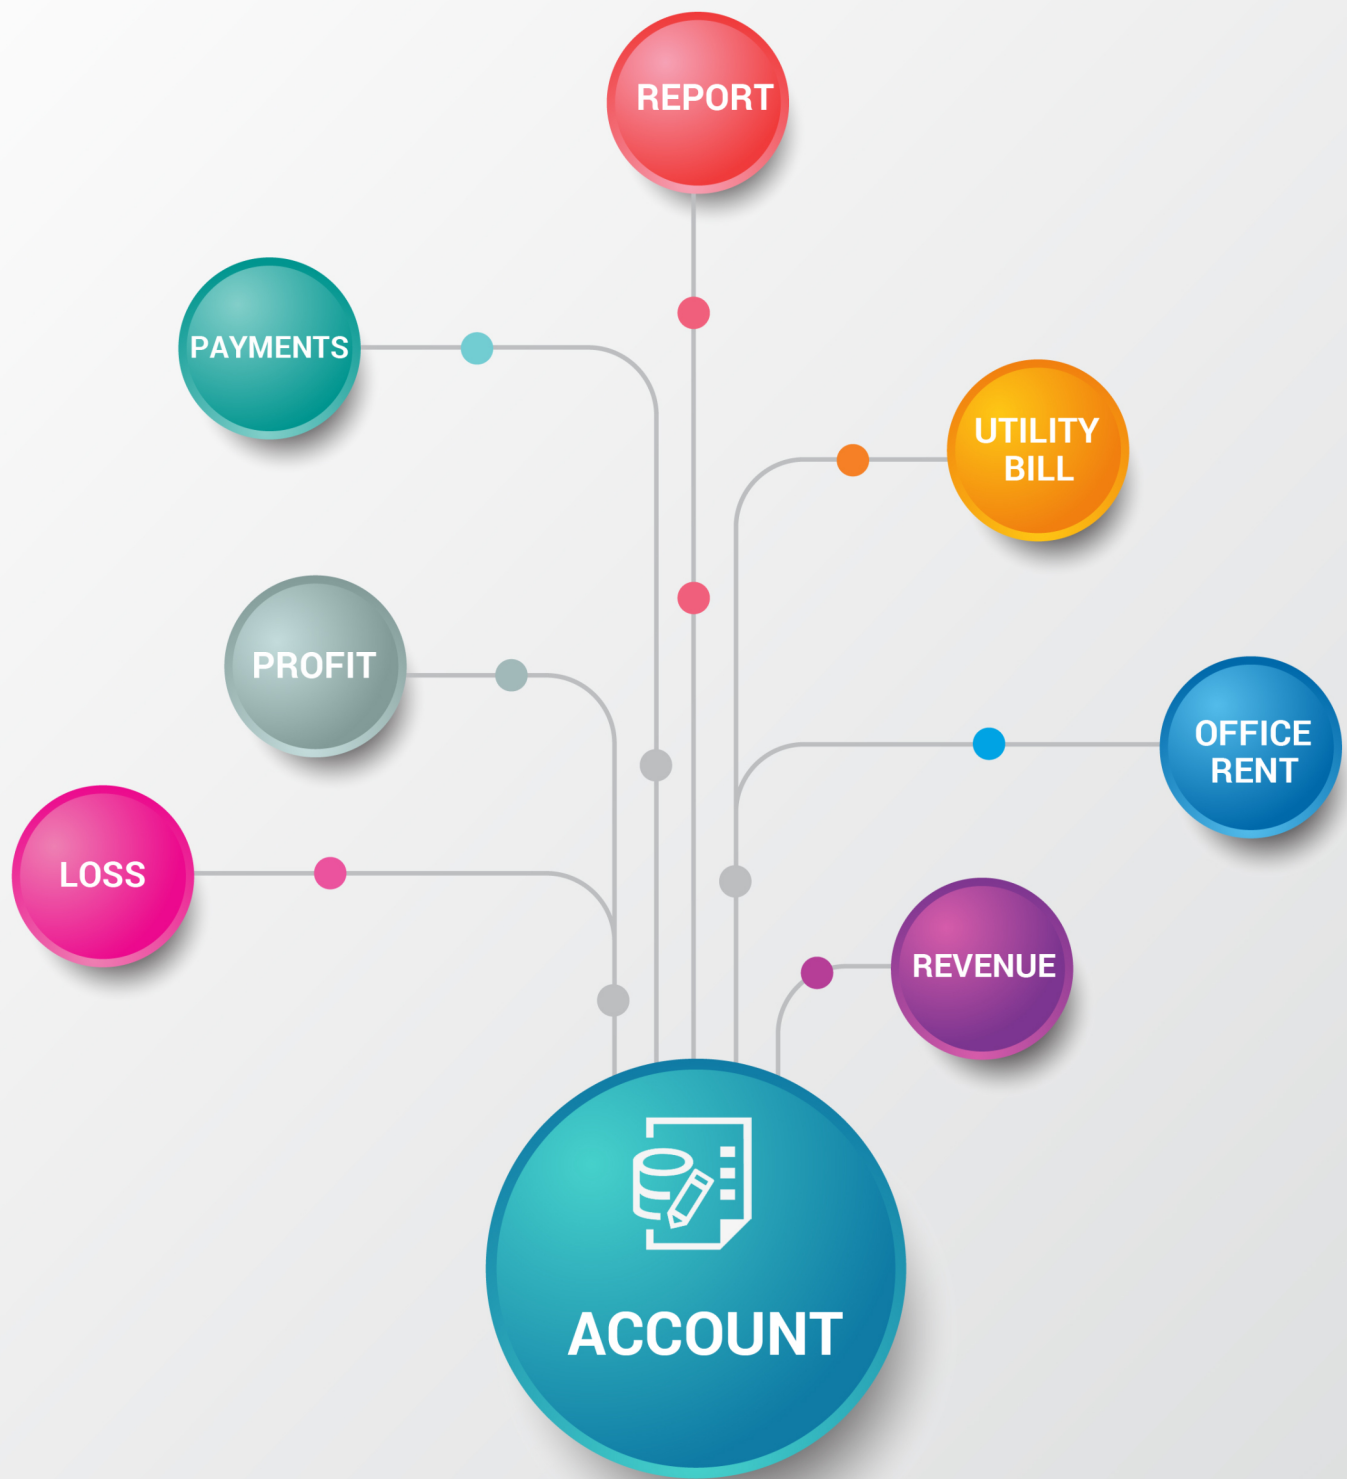 REPORT
PAYMENTS
UTILITY
BILL
PROFIT
OFFICE
RENT
LOSS
REVENUE
ACCOUNT